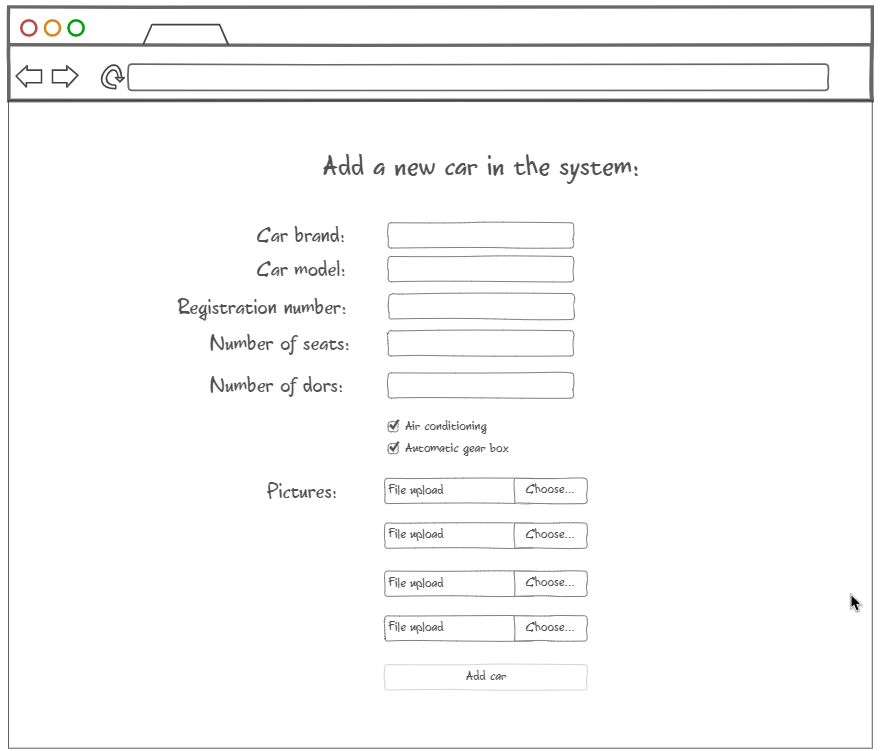 Add a new car in the system:
Car brand:
Car model:
Registration number:
Number of seats:
Number of dors:
Air conditioning
Automatic gear box
Pictures: File upload Choose...
File upload Choose...
File upload Choose...
File upload Choose...
Add car